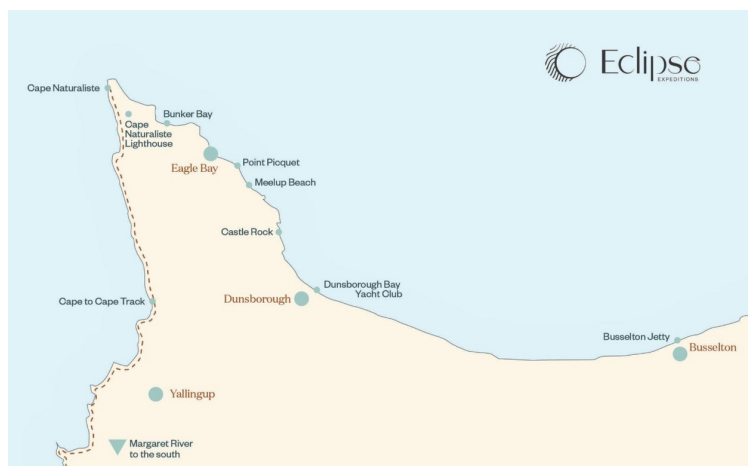 Eclipse
EXPEDITIONS
Cape Naturaliste
Cape
Naturaliste
Lighthouse
Bunker Bay
Eagle Bay
Point Picquet
Meelup Beach
Castle Rock
Dunsborough
Dunsborough Bay
Yacht Club
Cape to Cape Track
Busselton Jetty
Busselton
Yallingup
Margaret River
to the south